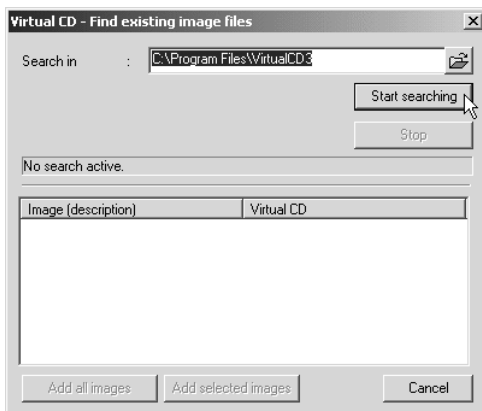 Virtual CD - Find existing image files
Search in : C:\Program Files\VirtualCD3
Start searching
Stop
No search active.
Image (description) Virtual CD
Add all images Add selected images Cancel